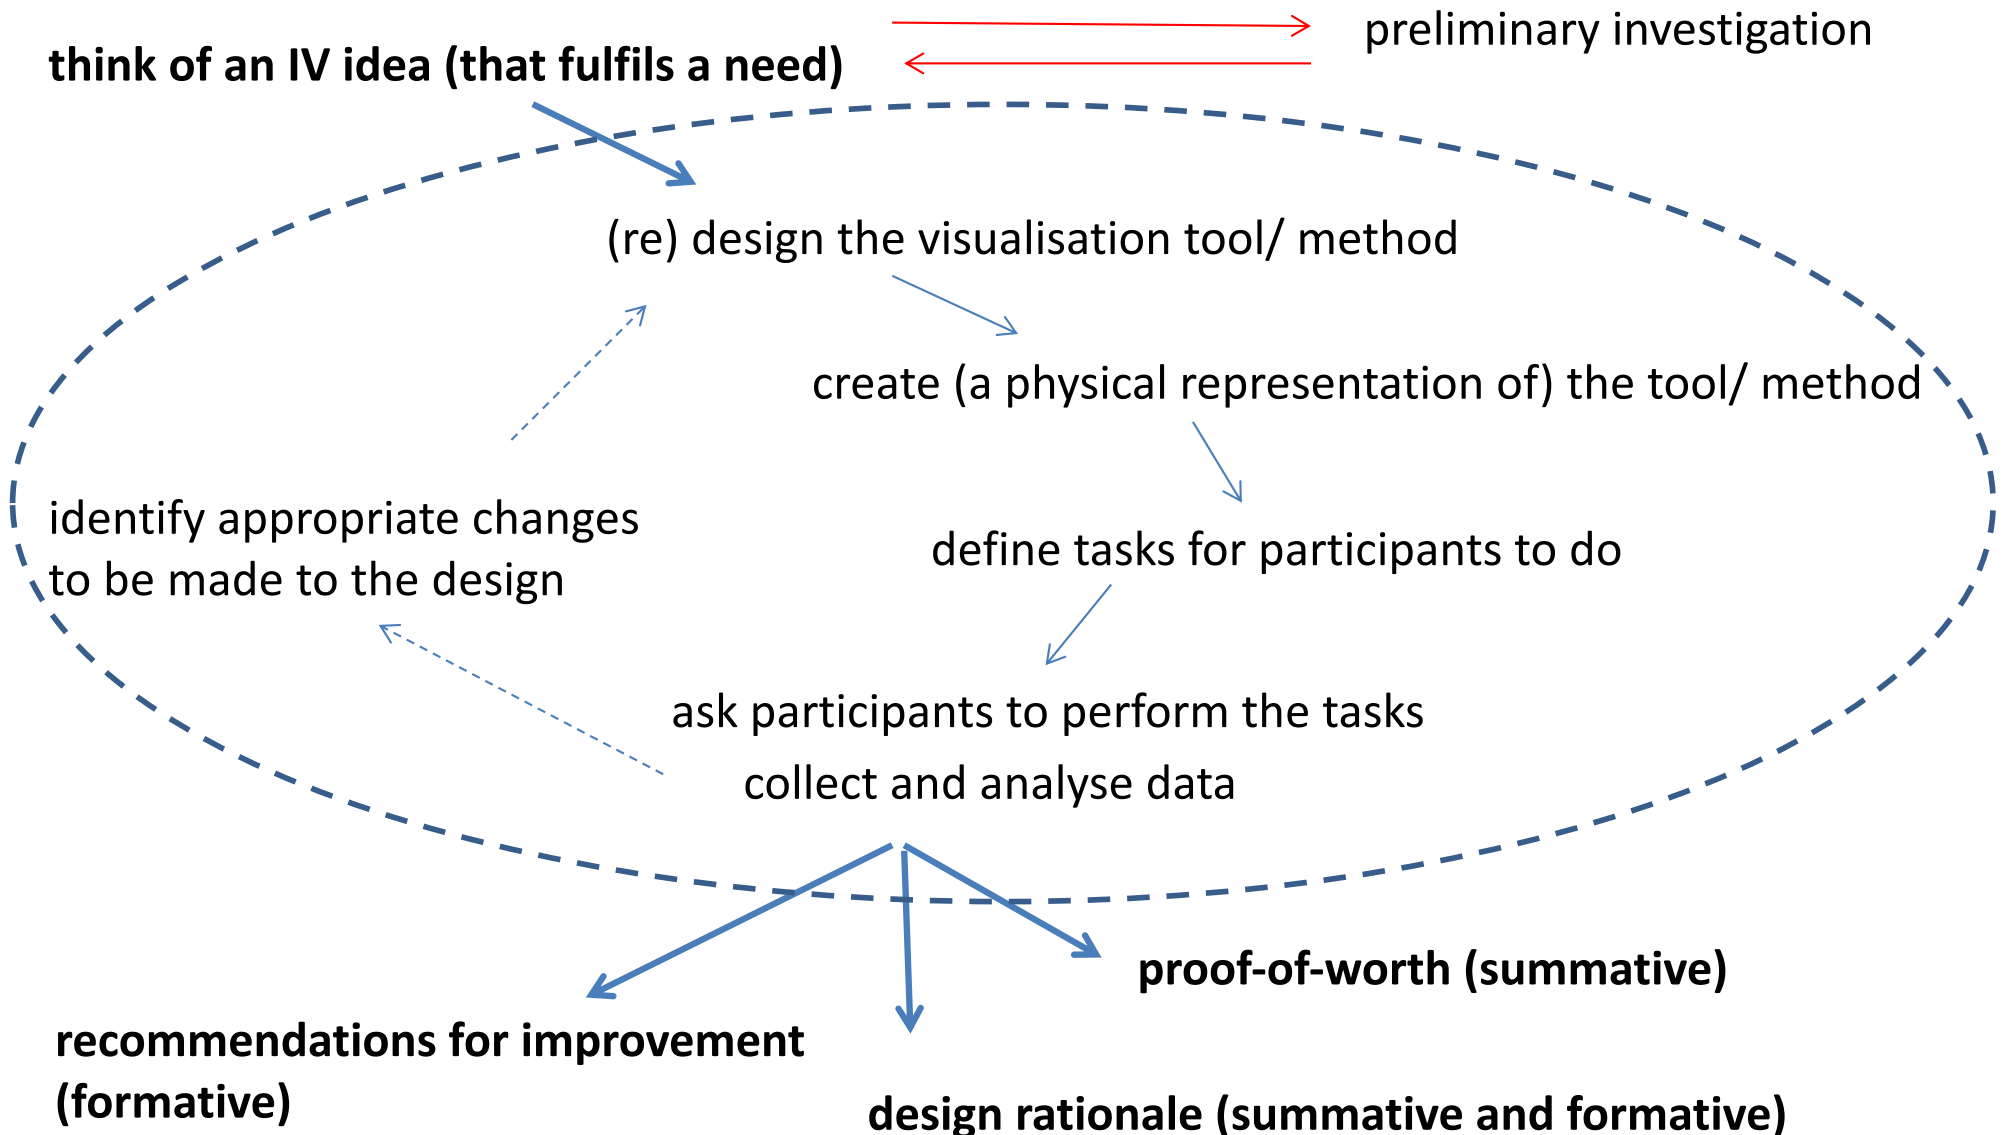 preliminary investigation
think of an IV idea (that fulfils a need)
(re) design the visualisation tool/ method
create (a physical representation of) the tool/ method
identify appropriate changes
to be made to the design
define tasks for participants to do
ask participants to perform the tasks
collect and analyse data
proof-of-worth (summative)
recommendations for improvement
(formative)
design rationale (summative and formative)